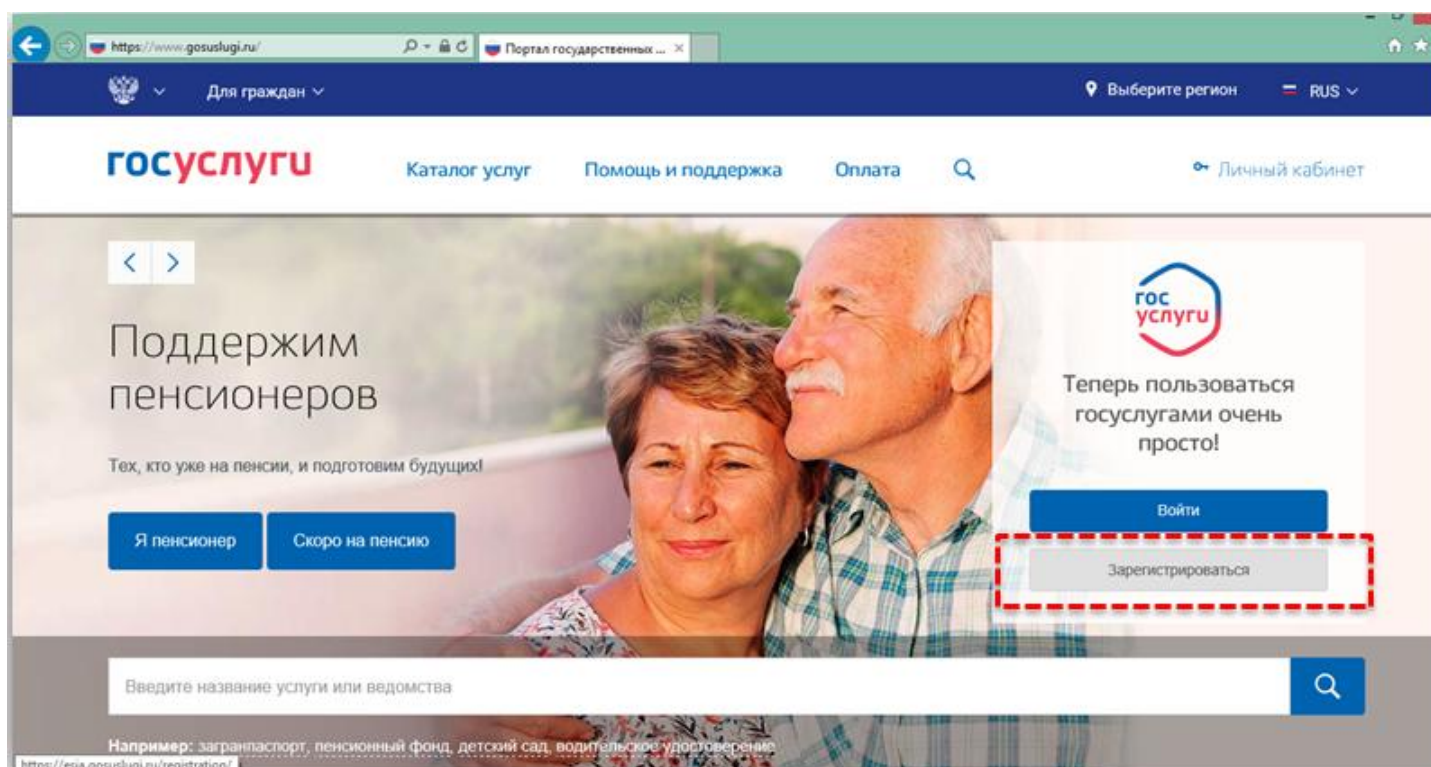 https://www.gosuslugi.ru/
Портал государственных ...
Для граждан
Выберите регион
RUS
госуслуги
Каталог услуг
Помощь и поддержка
Оплата
Личный кабинет
Поддержим
пенсионеров
Тех, кто уже на пенсии, и подготовим будущих!
Я пенсионер
Скоро на пенсию
гос
услуги
Теперь пользоваться
госуслугами очень
просто!
Войти
Зарегистрироваться
Введите название услуги или ведомства
Например: загранпаспорт, пенсионный фонд, детский сад, водительское удостоверение
https://esia.gosuslugi.ru/registration/